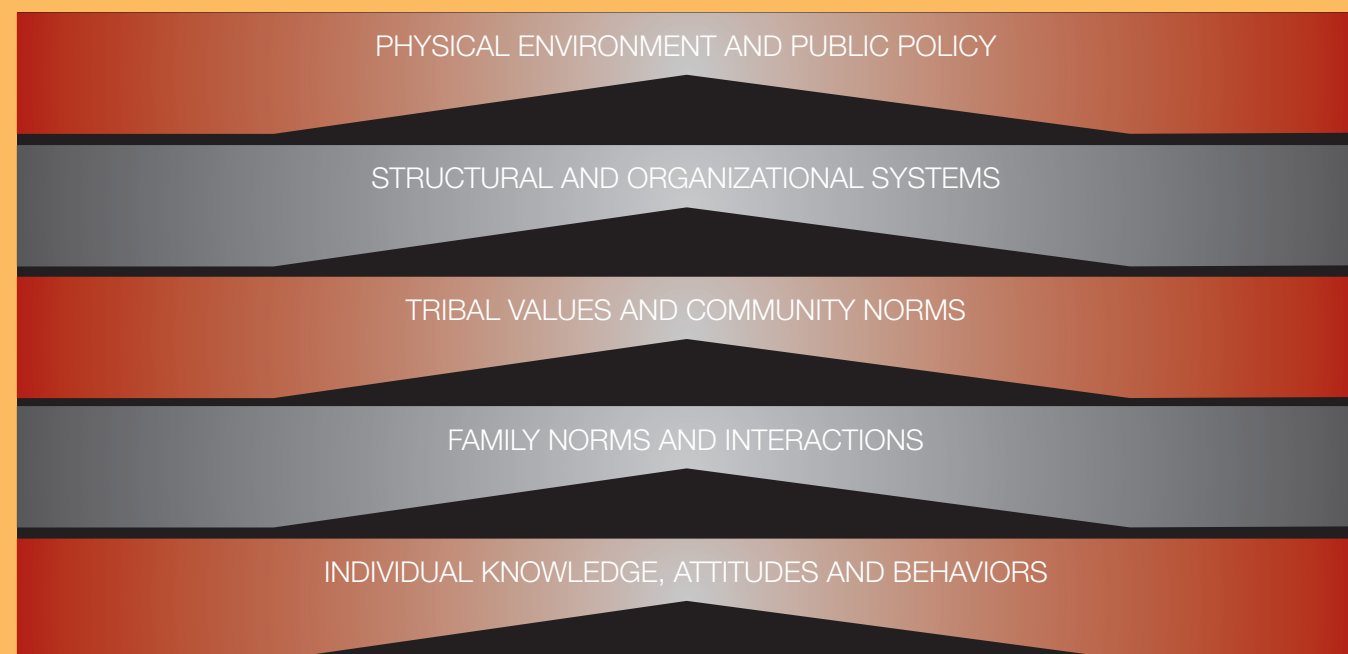 PHYSICAL ENVIRONMENT AND PUBLIC POLICY
STRUCTURAL AND ORGANIZATIONAL SYSTEMS
TRIBAL VALUES AND COMMUNITY NORMS
FAMILY NORMS AND INTERACTIONS
INDIVIDUAL KNOWLEDGE, ATTITUDES AND BEHAVIORS